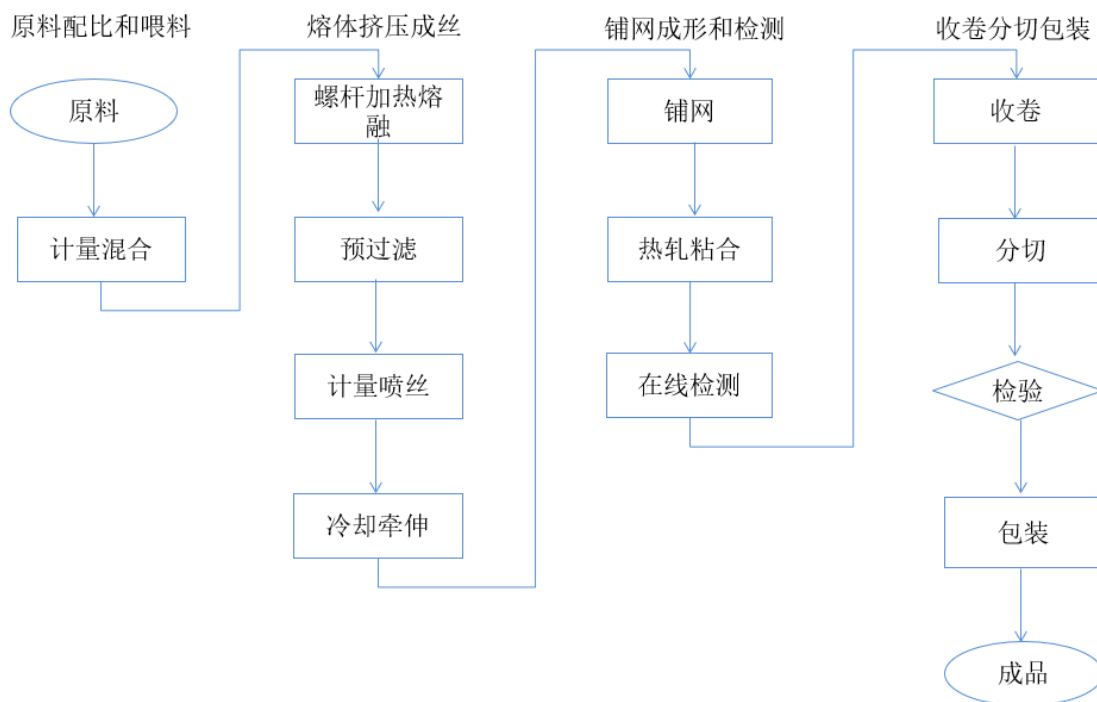 原料配比和喂料
原料
计量混合
熔体挤压成丝
螺杆加热熔
融
预过滤
计量喷丝
冷却牵伸
铺网成形和检测
铺网
热轧粘合
在线检测
收卷分切包装
收卷
分切
检验
包装
成品